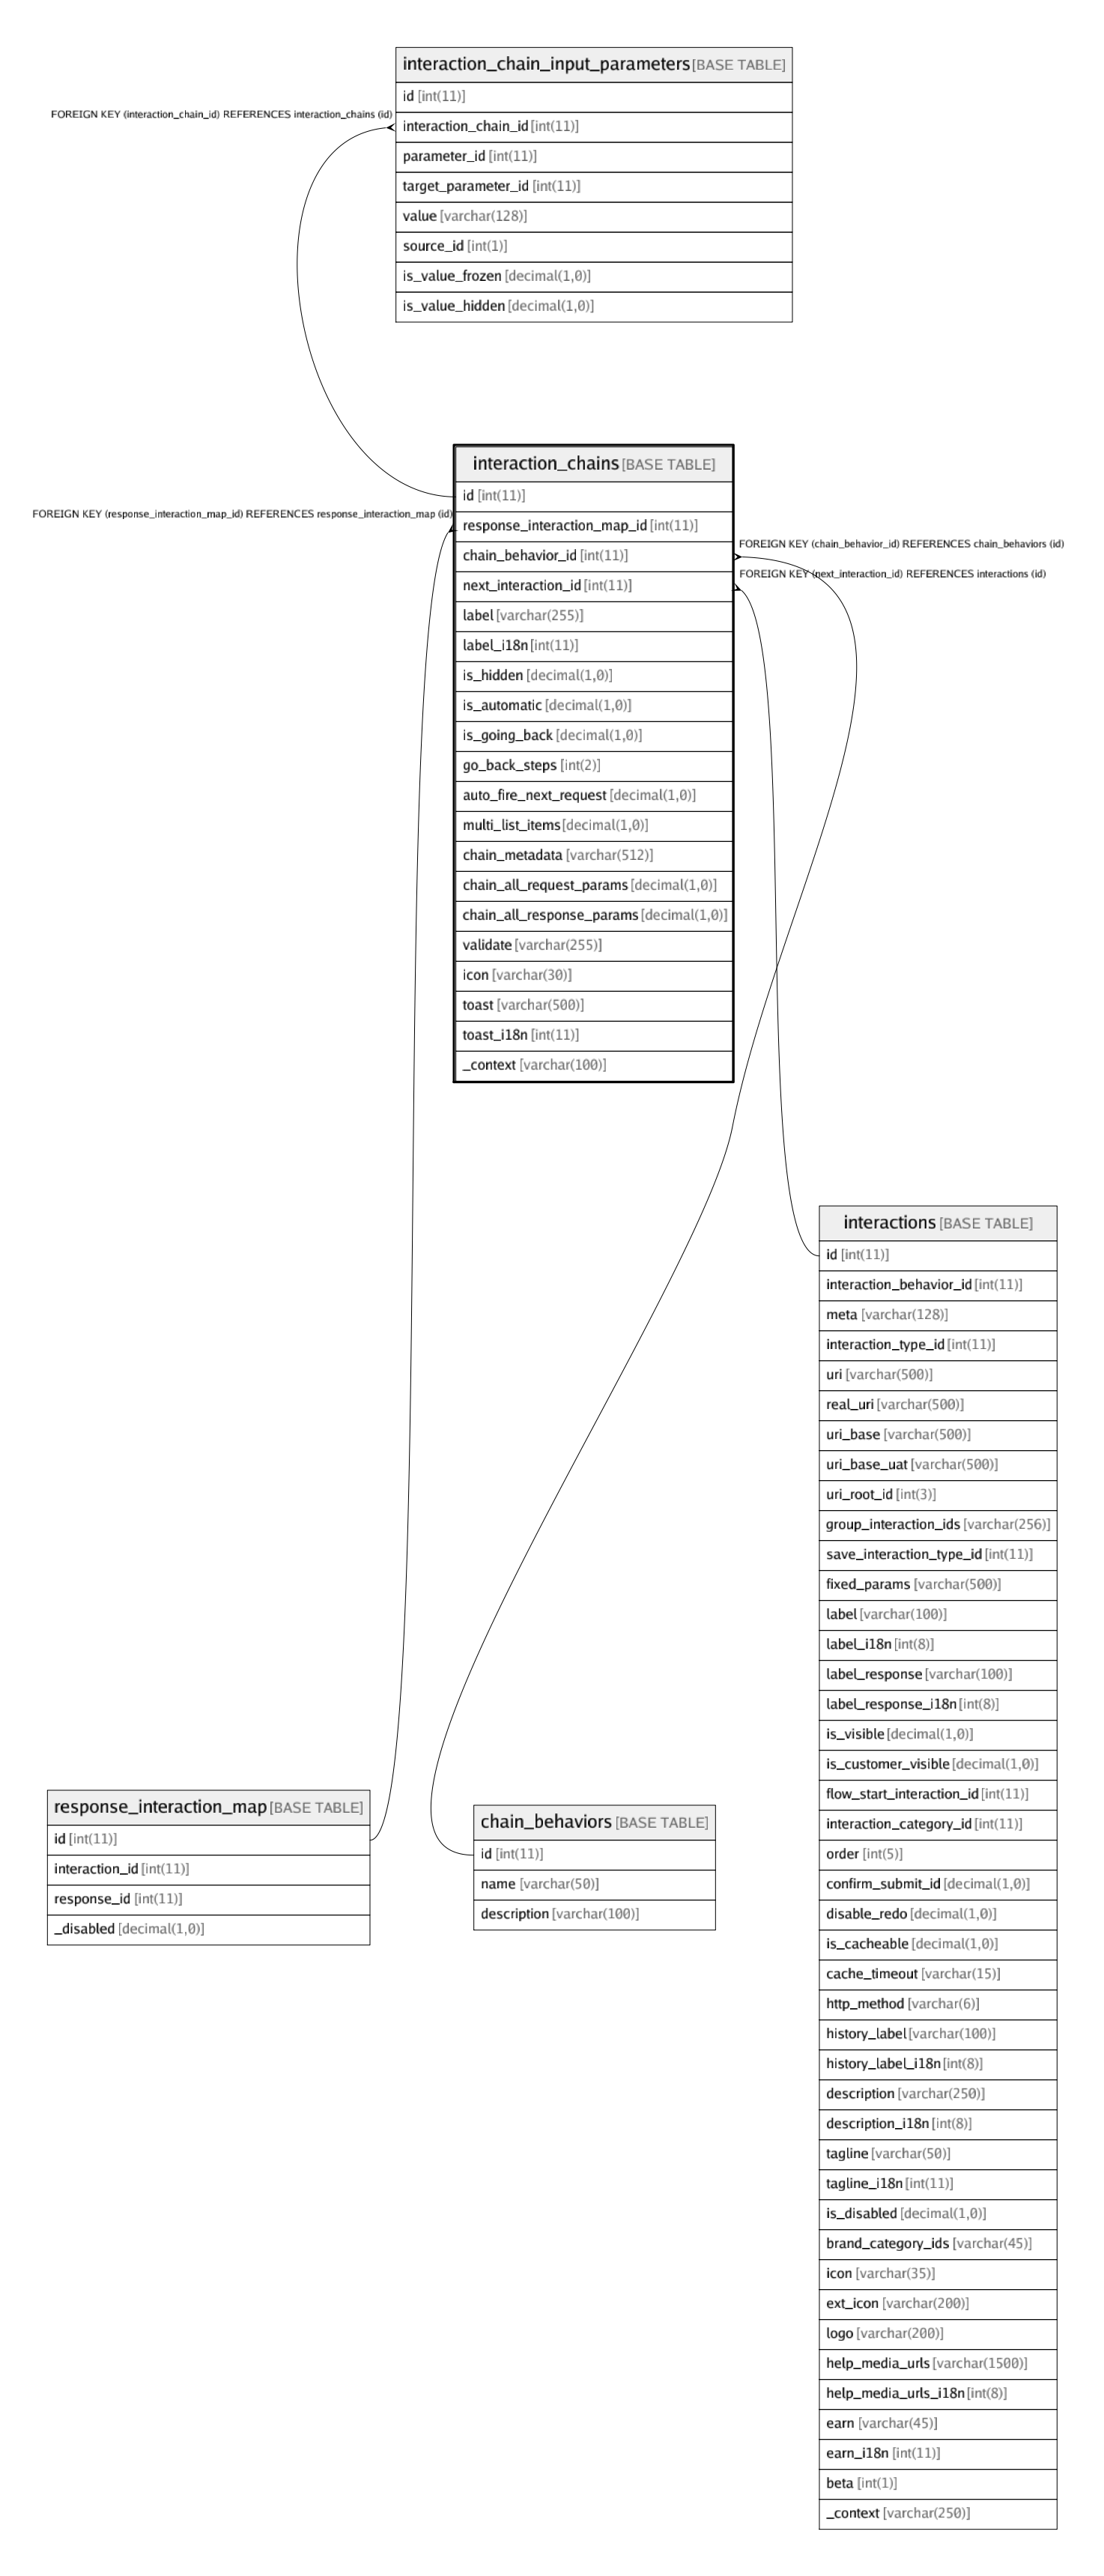 interaction_chain_input_parameters [BASE TABLE]
id [int(11)]
FOREIGN KEY (interaction_chain_id) REFERENCES interaction_chains (id)
interaction_chain_id [int(11)]
parameter_id [int(11)]
target_parameter_id [int(11)]
value [varchar(128)]
source_id [int(1)]
is_value_frozen [decimal(1,0)]
is_value_hidden [decimal(1,0)]
interaction_chains [BASE TABLE]
id [int(11)]
FOREIGN KEY (response_interaction_map_id) REFERENCES response_interaction_map (id)
response_interaction_map_id [int(11)]
FOREIGN KEY (chain_behavior_id) REFERENCES chain_behaviors (id)
chain_behavior_id [int(11)]
FOREIGN KEY (next_interaction_id) REFERENCES interactions (id)
next_interaction_id [int(11)]
label [varchar(255)]
label_i18n [int(11)]
is_hidden [decimal(1,0)]
is_automatic [decimal(1,0)]
is_going_back [decimal(1,0)]
go_back_steps [int(2)]
auto_fire_next_request [decimal(1,0)]
multi_list_items [decimal(1,0)]
chain_metadata [varchar(512)]
chain_all_request_params [decimal(1,0)]
chain_all_response_params [decimal(1,0)]
validate [varchar(255)]
icon [varchar(30)]
toast [varchar(500)]
toast_i18n [int(11)]
_context [varchar(100)]
interactions [BASE TABLE]
id [int(11)]
interaction_behavior_id [int(11)]
meta [varchar(128)]
interaction_type_id [int(11)]
uri [varchar(500)]
real_uri [varchar(500)]
uri_base [varchar(500)]
uri_base_uat [varchar(500)]
uri_root_id [int(3)]
group_interaction_ids [varchar(256)]
save_interaction_type_id [int(11)]
fixed_params [varchar(500)]
label [varchar(100)]
label_i18n [int(8)]
label_response [varchar(100)]
label_response_i18n [int(8)]
is_visible [decimal(1,0)]
is_customer_visible [decimal(1,0)]
flow_start_interaction_id [int(11)]
interaction_category_id [int(11)]
order [int(5)]
confirm_submit_id [decimal(1,0)]
disable_redo [decimal(1,0)]
is_cacheable [decimal(1,0)]
cache_timeout [varchar(15)]
http_method [varchar(6)]
history_label [varchar(100)]
history_label_i18n [int(8)]
description [varchar(250)]
description_i18n [int(8)]
tagline [varchar(50)]
tagline_i18n [int(11)]
is_disabled [decimal(1,0)]
brand_category_ids [varchar(45)]
icon [varchar(35)]
ext_icon [varchar(200)]
logo [varchar(200)]
help_media_urls [varchar(1500)]
help_media_urls_i18n [int(8)]
earn [varchar(45)]
earn_i18n [int(11)]
beta [int(1)]
_context [varchar(250)]
response_interaction_map [BASE TABLE]
id [int(11)]
interaction_id [int(11)]
response_id [int(11)]
_disabled [decimal(1,0)]
chain_behaviors [BASE TABLE]
id [int(11)]
name [varchar(50)]
description [varchar(100)]